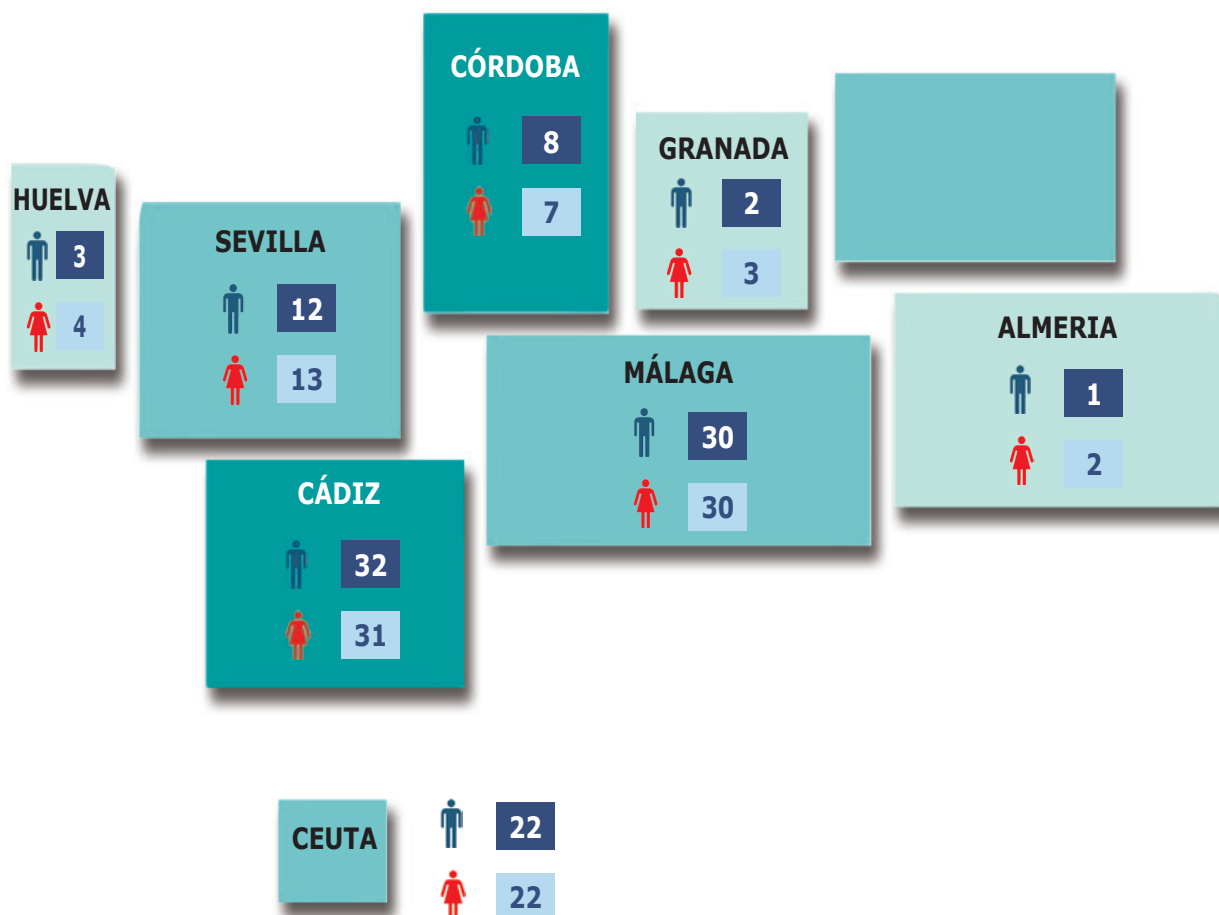 CÓRDOBA
8
7
GRANADA
2
3
HUELVA
3
4
SEVILLA
12
13
ALMERIA
1
2
MÁLAGA
30
30
CÁDIZ
32
31
CEUTA
22
22